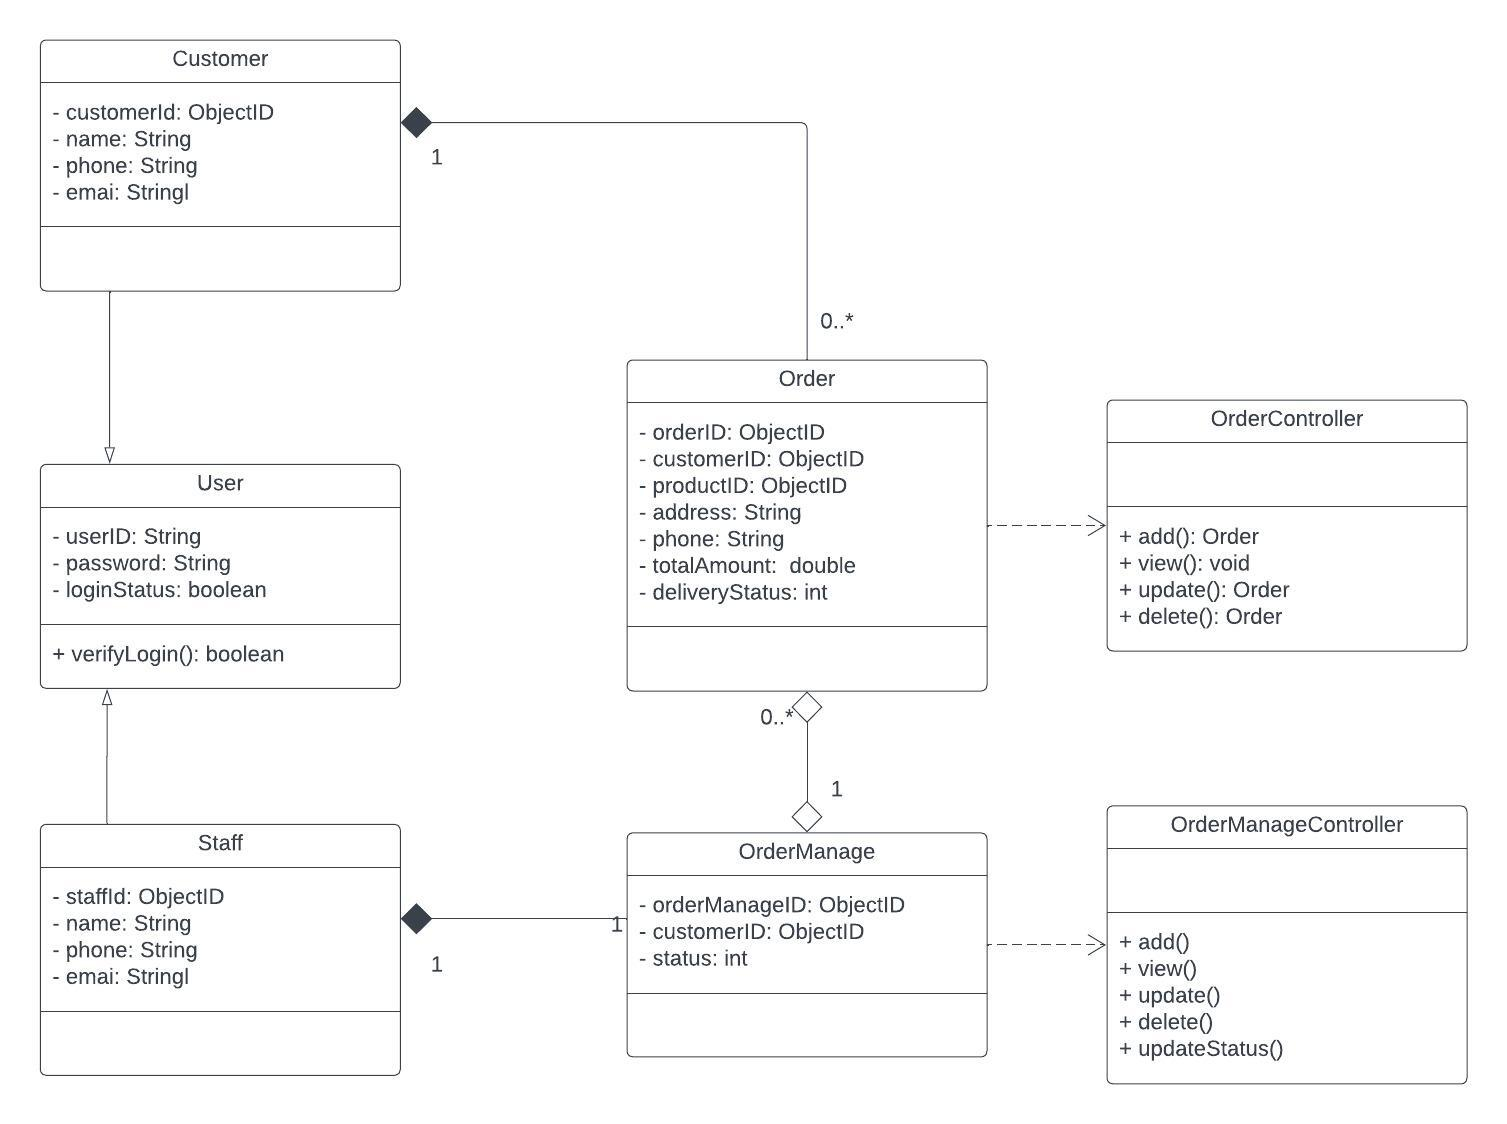 Customer
- customerId: ObjectID
- name: String
- phone: String
- emai: Stringl
1
0..*
Order
- orderID: ObjectID
- customerID: ObjectID
- productID: ObjectID
- address: String
- phone: String
- totalAmount:  double
- deliveryStatus: int
OrderController
+ add(): Order
+ view(): void
+ update(): Order
+ delete(): Order
User
- userID: String
- password: String
- loginStatus: boolean
+ verifyLogin(): boolean
0..*
1
Staff
- staffId: ObjectID
- name: String
- phone: String
- emai: Stringl
1
1
OrderManage
- orderManageID: ObjectID
- customerID: ObjectID
- status: int
OrderManageController
+ add()
+ view()
+ update()
+ delete()
+ updateStatus()